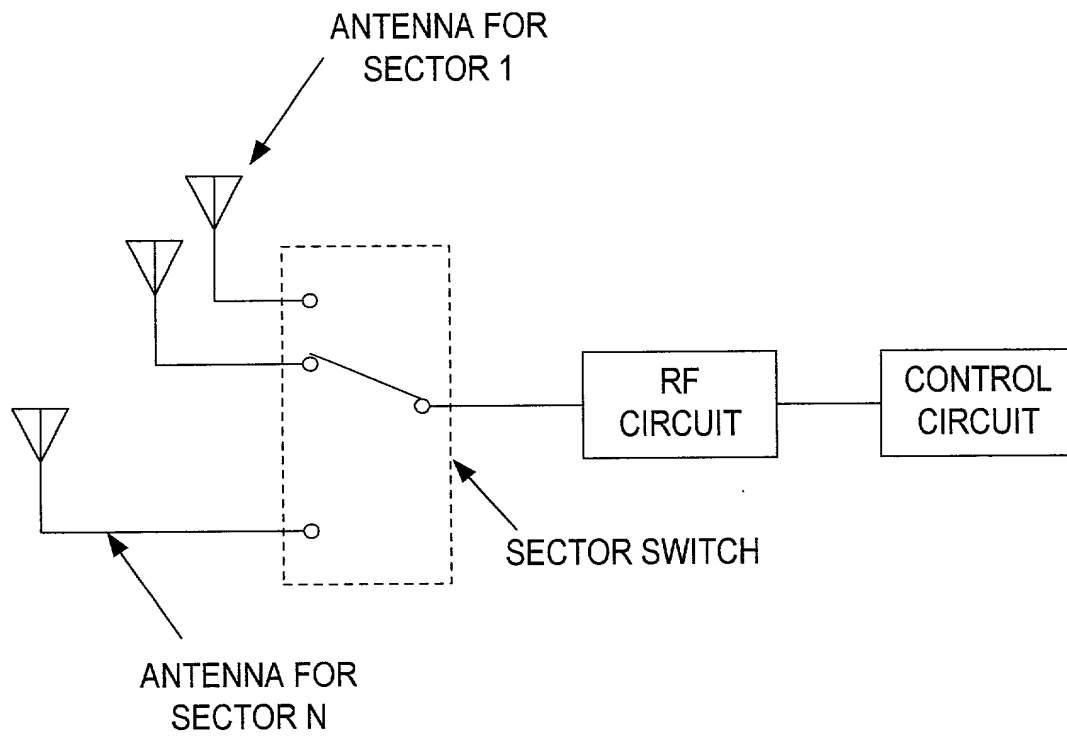 ANTENNA FOR
SECTOR 1
RF
CIRCUIT
CONTROL
CIRCUIT
SECTOR SWITCH
ANTENNA FOR
SECTOR N